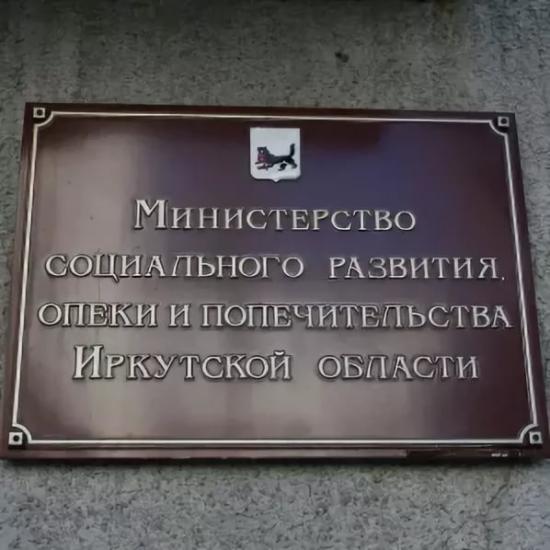 Министерство
социального развития,
опеки и попечительства
Иркутской области